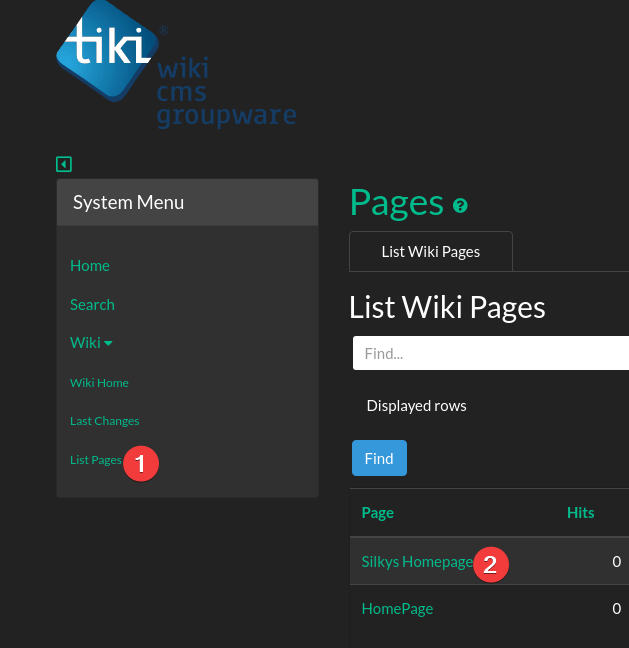 tiki®
wiki
cms
groupware
System Menu
Home
Search
Wiki
Wiki Home
Last Changes
List Pages 1
Pages ?
List Wiki Pages
List Wiki Pages
Find...
Displayed rows
Find
Page Hits
Silkys Homepage 2 0
HomePage 0